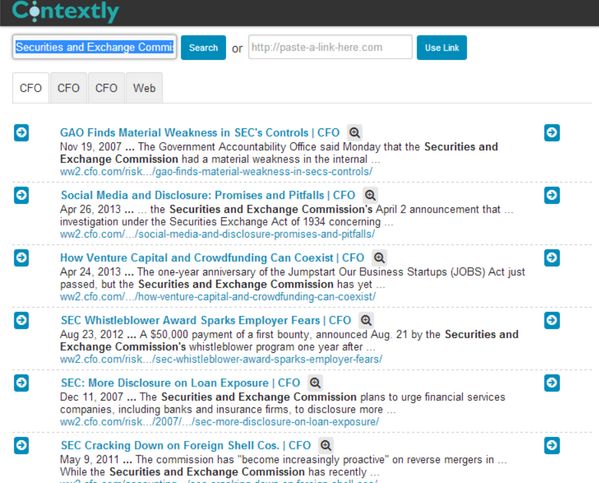 Contextly
Securities and Exchange Commis Search or http://paste-a-link-here.com Use Link
CFO CFO CFO Web
GAO Finds Material Weakness in SEC's Controls | CFO
Nov 19, 2007 ... The Government Accountability Office said Monday that the Securities and
Exchange Commission had a material weakness in the internal ...
ww2.cfo.com/risk.../gao-finds-material-weakness-in-secs-controls/
Social Media and Disclosure: Promises and Pitfalls | CFO
Apr 26, 2013 ... ... the Securities and Exchange Commission's April 2 announcement that ...
investigation under the Securities Exchange Act of 1934 concerning ...
ww2.cfo.com/.../social-media-and-disclosure-promises-and-pitfalls/
How Venture Capital and Crowdfunding Can Coexist | CFO
Apr 24, 2013 ... The one-year anniversary of the Jumpstart Our Business Startups (JOBS) Act just
passed, but the Securities and Exchange Commission has yet ...
ww2.cfo.com/.../how-venture-capital-and-crowdfunding-can-coexist/
SEC Whistleblower Award Sparks Employer Fears | CFO
Aug 23, 2012 ... A $50,000 payment of a first bounty, announced Aug. 21 by the Securities and
Exchange Commission's whistleblower program one year after ...
ww2.cfo.com/risk.../sec-whistleblower-award-sparks-employer-fears/
SEC: More Disclosure on Loan Exposure | CFO
Dec 11, 2007 ... The Securities and Exchange Commission plans to urge financial services
companies, including banks and insurance firms, to disclose more ...
ww2.cfo.com/risk.../2007/.../sec-more-disclosure-on-loan-exposure/
SEC Cracking Down on Foreign Shell Cos. | CFO
May 9, 2011 ... The commission has "become increasingly proactive" on reverse mergers in ...
While the Securities and Exchange Commission has recently ...